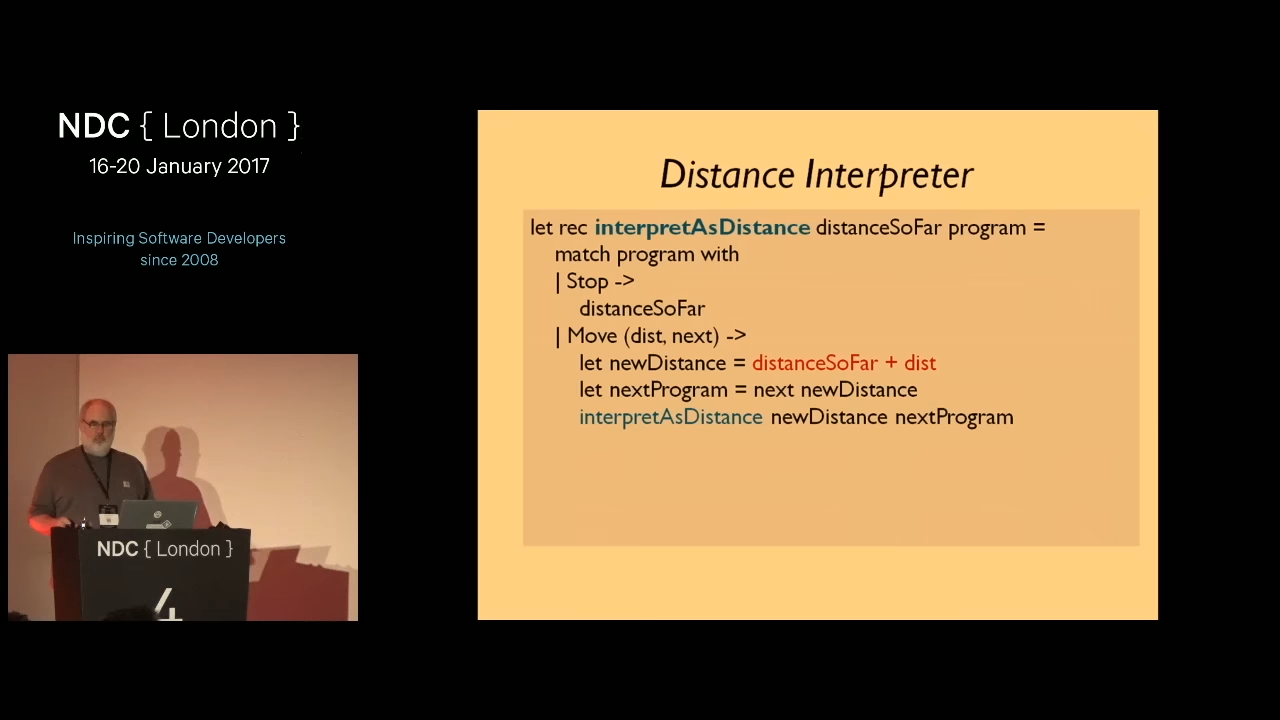 NDC { London }
16-20 January 2017
Inspiring Software Developers
since 2008
NDC { London }
4
Distance Interpreter
let rec interpretAsDistance distanceSoFar program =
match program with
| Stop ->
distanceSoFar
| Move (dist, next) ->
let newDistance = distanceSoFar + dist
let nextProgram = next newDistance
interpretAsDistance newDistance nextProgram